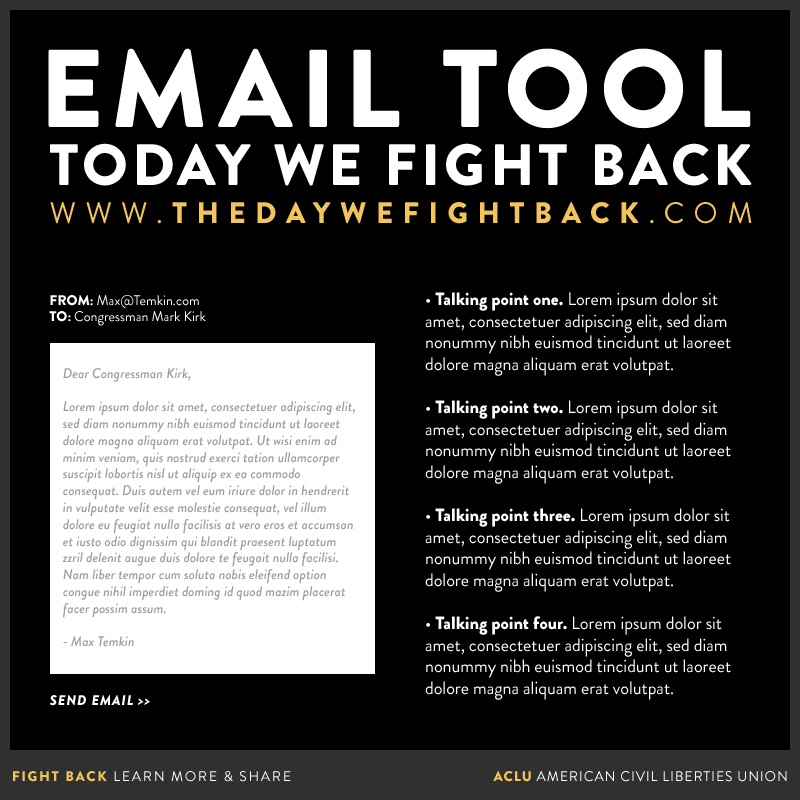 EMAIL TOOL
TODAY WE FIGHT BACK
WWW.THEDAYWEFIGHTBACK.COM
FROM: Max@Temkin.com
TO: Congressman Mark Kirk
Dear Congressman Kirk,
Lorem ipsum dolor sit amet, consectetuer adipiscing elit,
sed diam nonummy nibh euismod tincidunt ut laoreet
dolore magna aliquam erat volutpat. Ut wisi enim ad
minim veniam, quis nostrud exerci tation ullamcorper
suscipit lobortis nisl ut aliquip ex ea commodo
consequat. Duis autem vel eum iriure dolor in hendrerit
in vulputate velit esse molestie consequat, vel illum
dolore eu feugiat nulla facilisis at vero eros et accumsan
et iusto odio dignissim qui blandit praesent luptatum
zzril delenit augue duis dolore te feugait nulla facilisi.
Nam liber tempor cum soluta nobis eleifend option
congue nihil imperdiet doming id quod mazim placerat
facer possim assum.
- Max Temkin
SEND EMAIL >>
• Talking point one. Lorem ipsum dolor sit
amet, consectetuer adipiscing elit, sed diam
nonummy nibh euismod tincidunt ut laoreet
dolore magna aliquam erat volutpat.
• Talking point two. Lorem ipsum dolor sit
amet, consectetuer adipiscing elit, sed diam
nonummy nibh euismod tincidunt ut laoreet
dolore magna aliquam erat volutpat.
• Talking point three. Lorem ipsum dolor sit
amet, consectetuer adipiscing elit, sed diam
nonummy nibh euismod tincidunt ut laoreet
dolore magna aliquam erat volutpat.
• Talking point four. Lorem ipsum dolor sit
amet, consectetuer adipiscing elit, sed diam
nonummy nibh euismod tincidunt ut laoreet
dolore magna aliquam erat volutpat.
FIGHT BACK LEARN MORE & SHARE
ACLU AMERICAN CIVIL LIBERTIES UNION